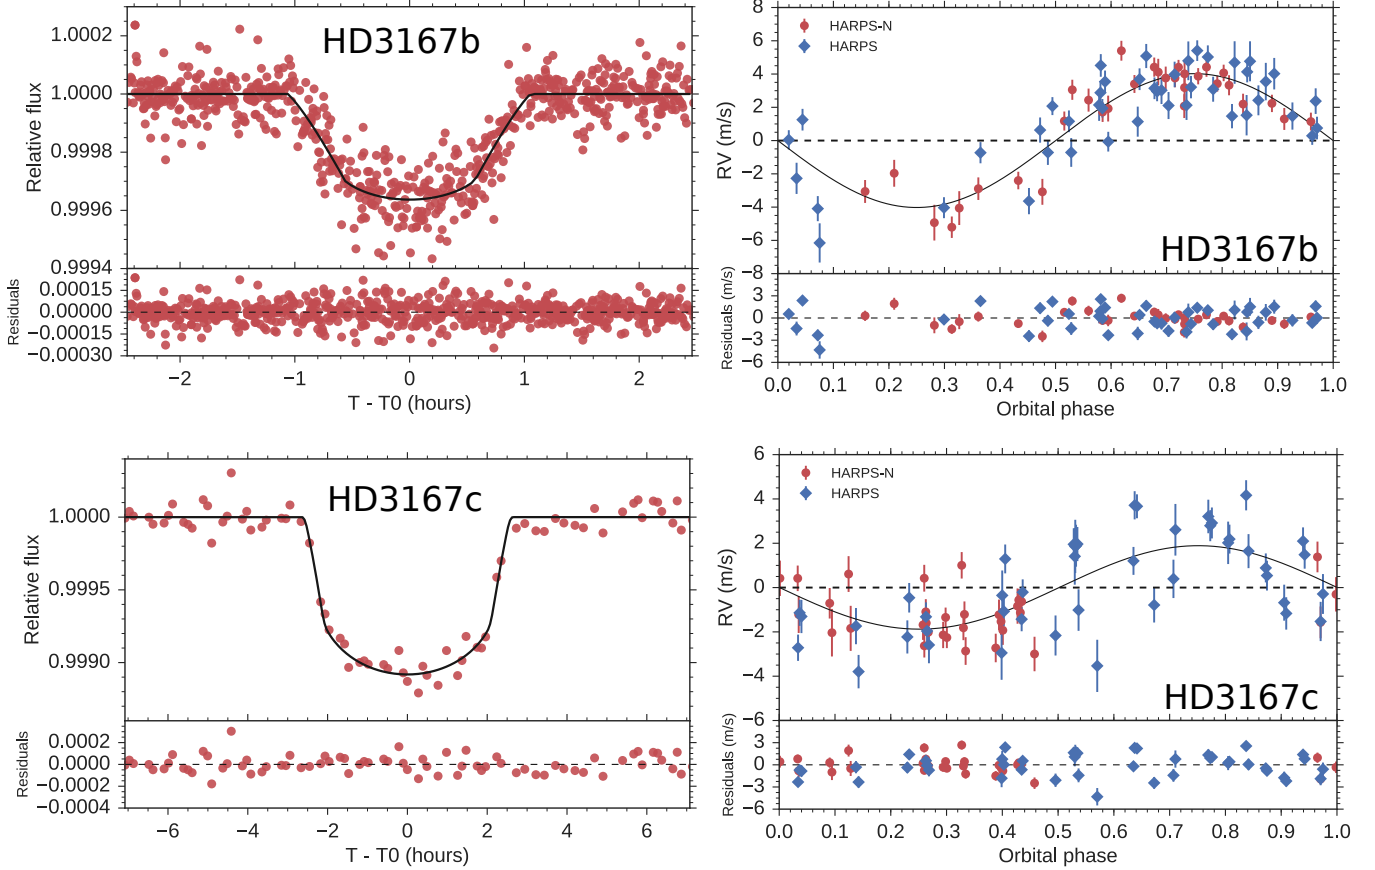 HD3167b
Relative flux
1.0002
1.0000
0.9998
0.9996
0.9994
Residuals
0.00015
0.00000
−0.00015
−0.00030
−2 −1 0 1 2
T - T0 (hours)
HARPS-N
HARPS
RV (m/s)
8
6
4
2
0
−2
−4
−6
−8
HD3167b
Residuals (m/s)
3
0
−3
−6
0.0 0.1 0.2 0.3 0.4 0.5 0.6 0.7 0.8 0.9 1.0
Orbital phase
HD3167c
Relative flux
1.0000
0.9995
0.9990
Residuals
0.0002
0.0000
−0.0002
−0.0004
−6 −4 −2 0 2 4 6
T - T0 (hours)
HARPS-N
HARPS
RV (m/s)
6
4
2
0
−2
−4
−6
HD3167c
Residuals (m/s)
3
0
−3
−6
0.0 0.1 0.2 0.3 0.4 0.5 0.6 0.7 0.8 0.9 1.0
Orbital phase